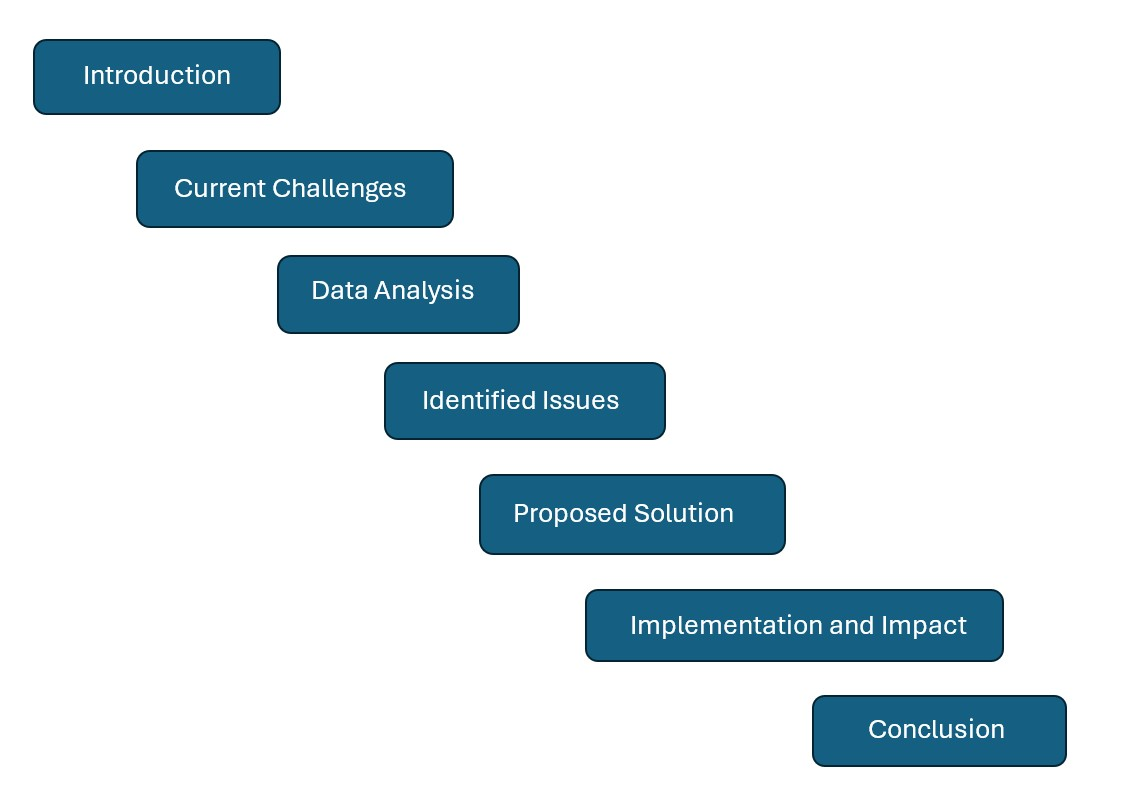 Introduction
Current Challenges
Data Analysis
Identified Issues
Proposed Solution
Implementation and Impact
Conclusion